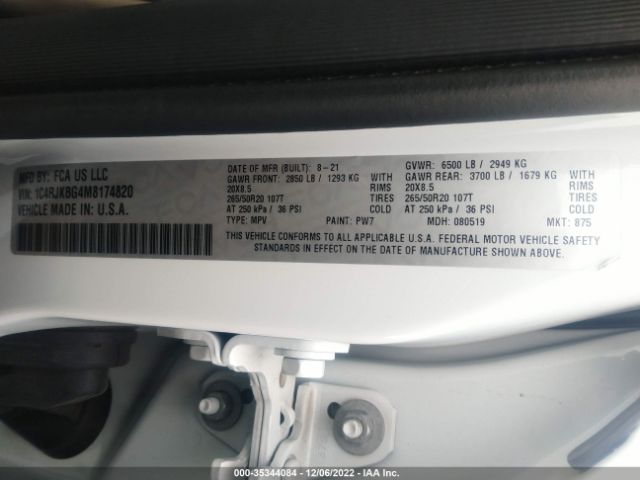 MFD BY: FCA US LLC
VIN: 1C4RJKBG4M8174820
VEHICLE MADE IN U.S.A.
DATE OF MFR (BUILT): 8-21
GAWR FRONT: 2850 LB / 1293 KG WITH
20X8.5 RIMS
265/50R20 107T TIRES
AT 250 kPa / 36 PSI COLD
TYPE: MPV PAINT: PW7
GVWR: 6500 LB / 2949 KG
GAWR REAR: 3700 LB / 1679 KG WITH
20X8.5 RIMS
265/50R20 107T TIRES
AT 250 kPa / 36 PSI COLD
MDH: 080519 MKT: 875
THIS VEHICLE CONFORMS TO ALL APPLICABLE U.S.A. FEDERAL MOTOR VEHICLE SAFETY
STANDARDS IN EFFECT ON THE DATE OF MANUFACTURE SHOWN ABOVE.
000-35344084 - 12/06/2022 - IAA Inc.